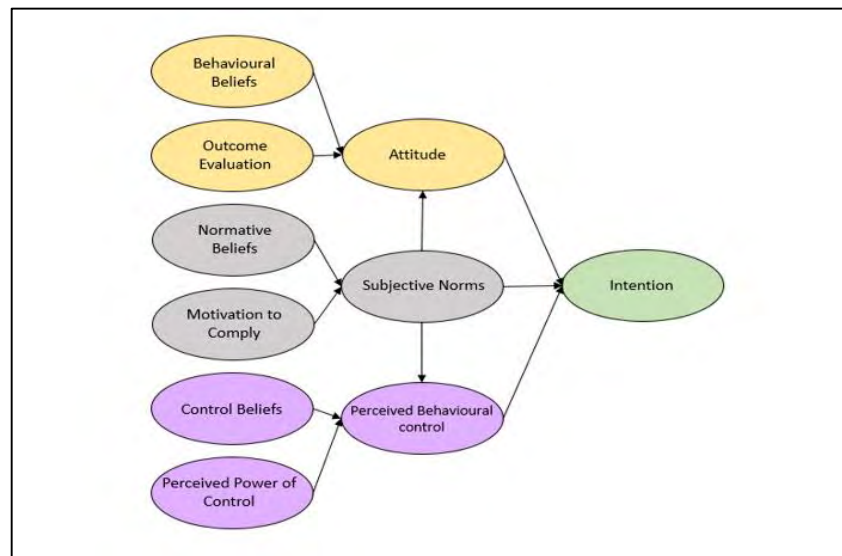 Behavioural
Beliefs
Outcome
Evaluation
Attitude
Normative
Beliefs
Subjective Norms
Intention
Motivation to
Comply
Control Beliefs
Perceived Behavioural
control
Perceived Power of
Control